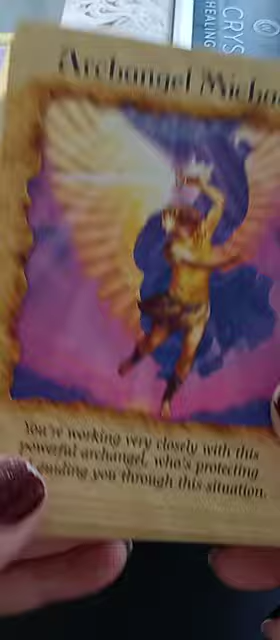 CRYS
HEALING
Archangel Micha
You're working very closely with this
powerful archangel, who's protecting
guiding you through this situation.